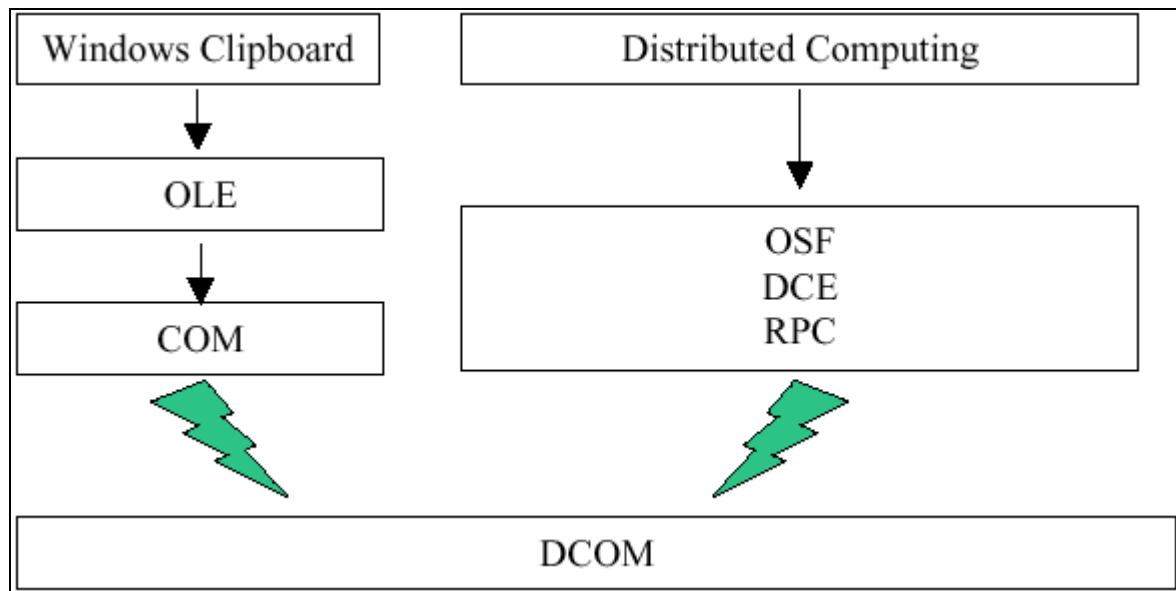 Windows Clipboard
Distributed Computing
OLE
OSF
DCE
RPC
COM
DCOM